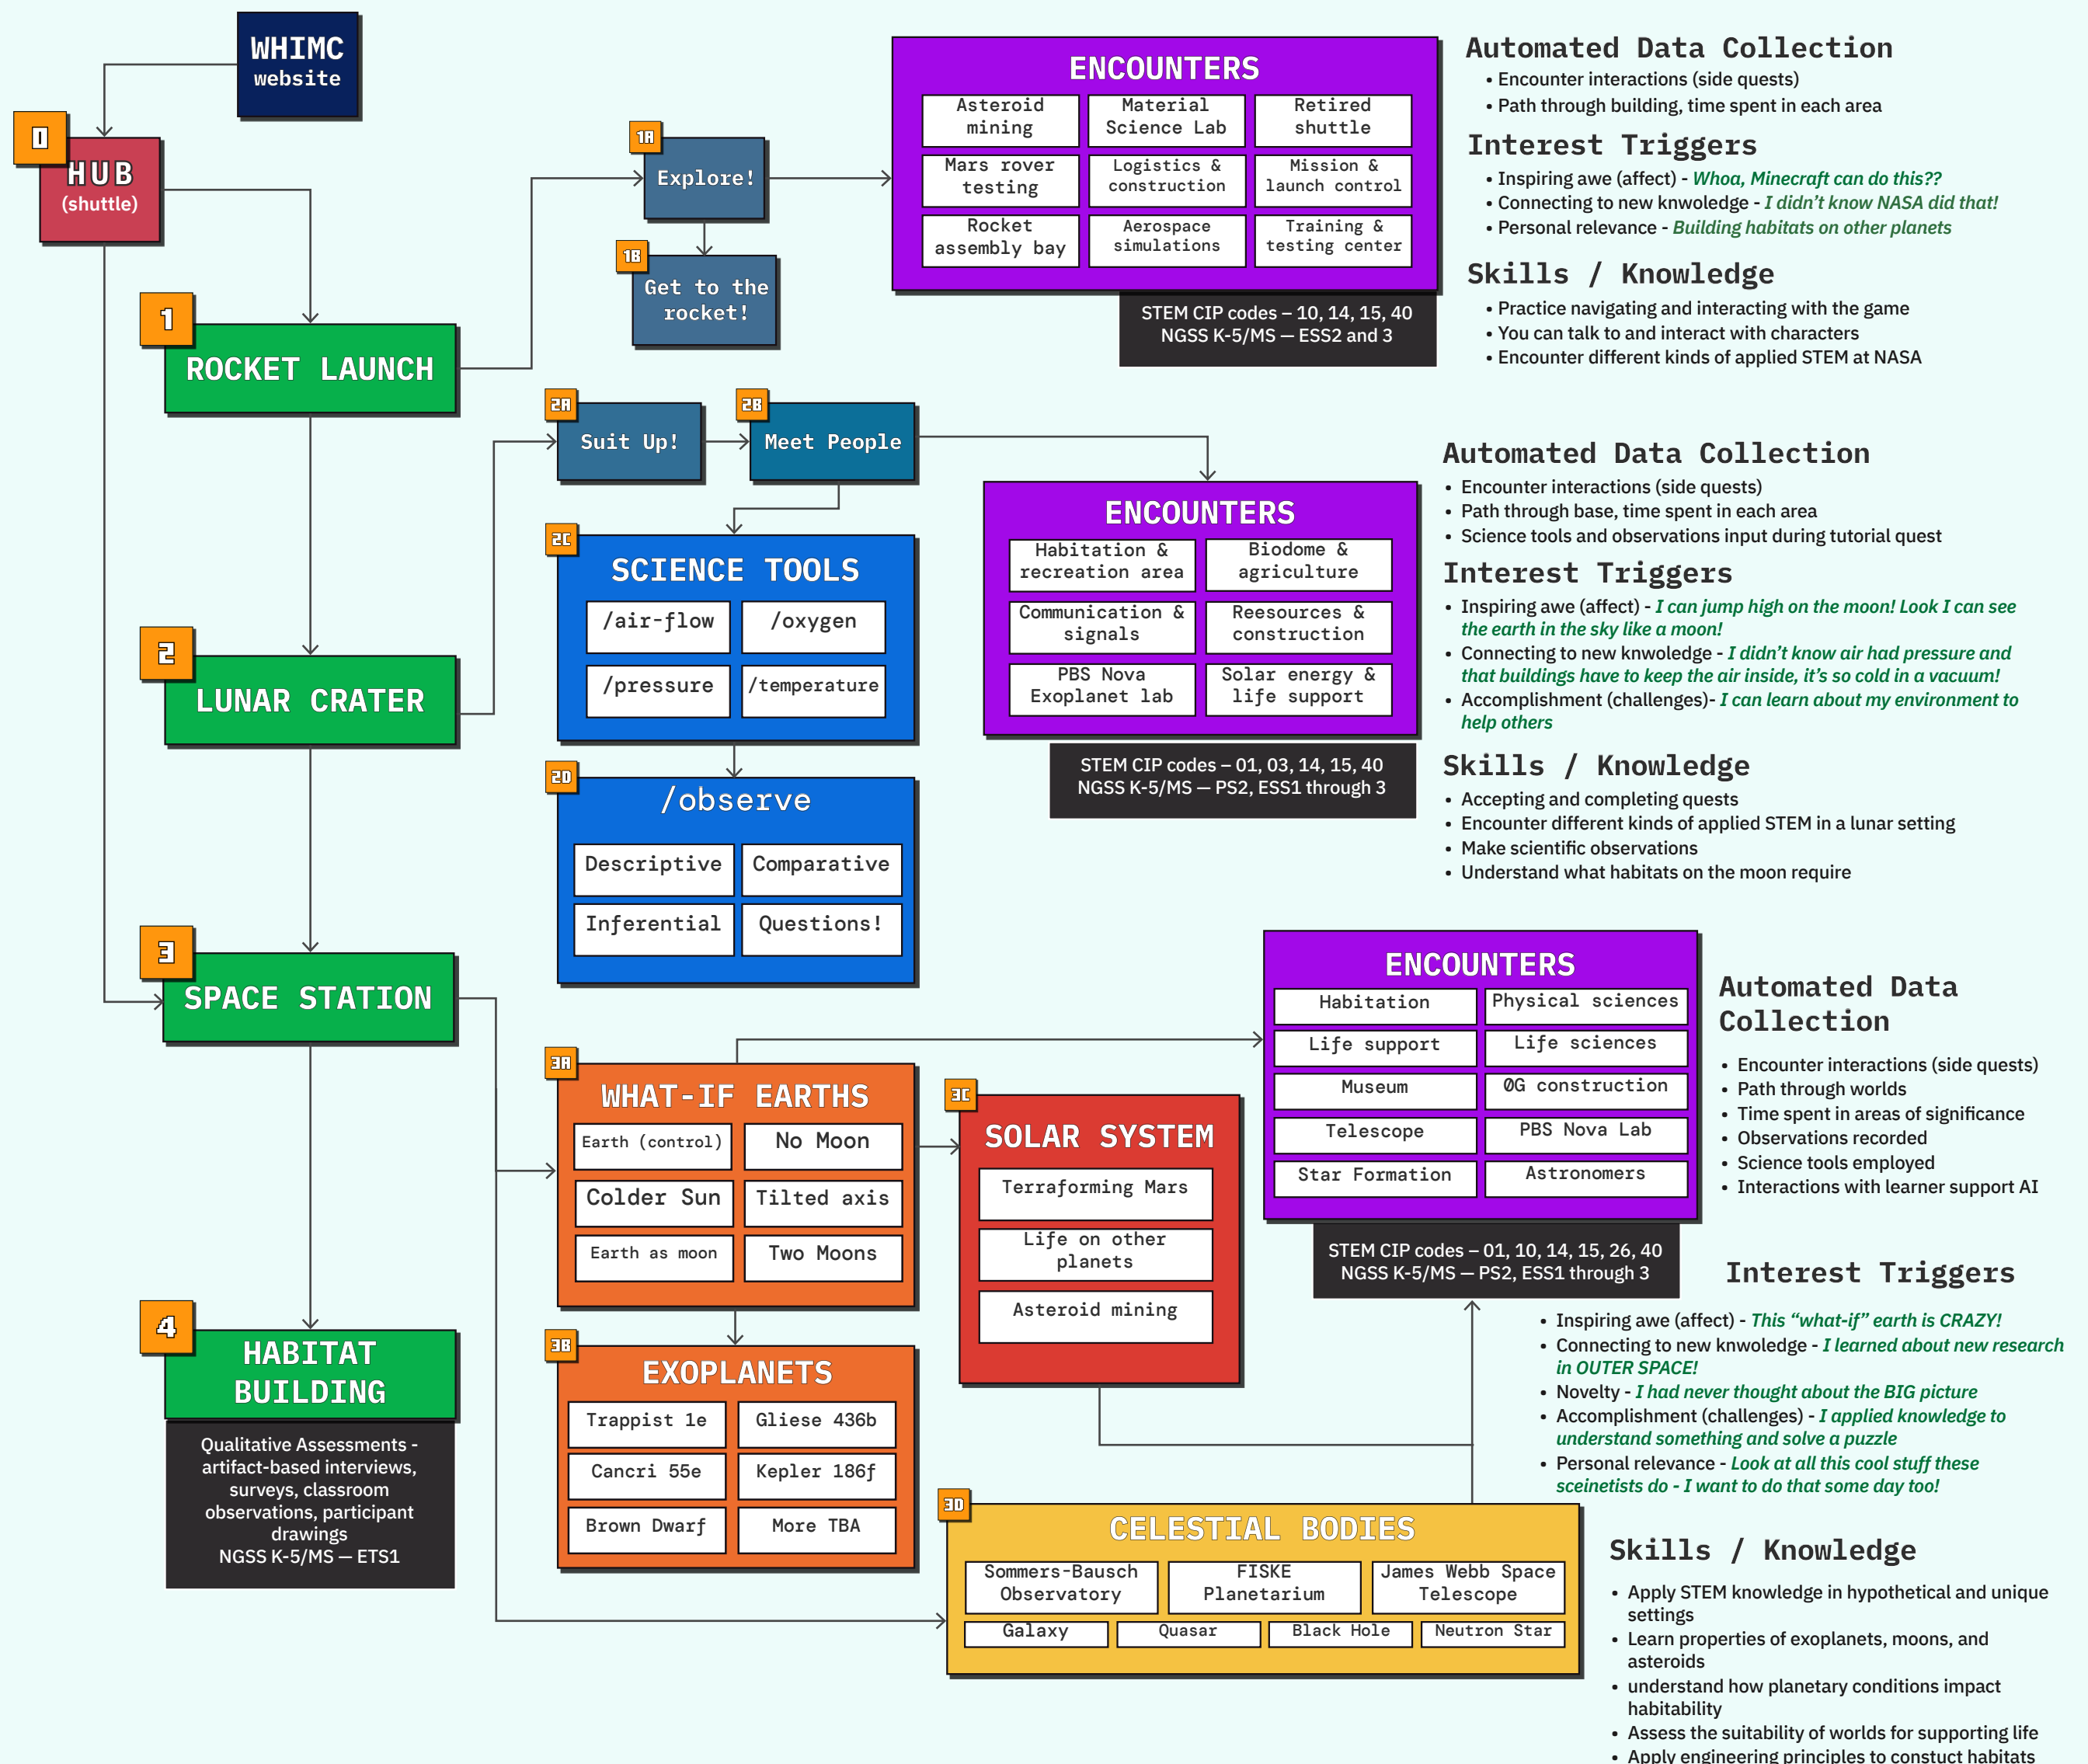 WHIMC
website
0
HUB
(shuttle)
1
ROCKET LAUNCH
1A
Explore!
1B
Get to the
rocket!
ENCOUNTERS
Asteroid
mining
Material
Science Lab
Retired
shuttle
Mars rover
testing
Logistics &
construction
Mission &
launch control
Rocket
assembly bay
Aerospace
simulations
Training &
testing center
STEM CIP codes – 10, 14, 15, 40
NGSS K-5/MS — ESS2 and 3
Automated Data Collection
• Encounter interactions (side quests)
• Path through building, time spent in each area
Interest Triggers
• Inspiring awe (affect) - Whoa, Minecraft can do this??
• Connecting to new knwoledge - I didn't know NASA did that!
• Personal relevance - Building habitats on other planets
Skills / Knowledge
• Practice navigating and interacting with the game
• You can talk to and interact with characters
• Encounter different kinds of applied STEM at NASA
2
LUNAR CRATER
2A
Suit Up!
2B
Meet People
2C
SCIENCE TOOLS
/air-flow
/oxygen
/pressure
/temperature
2D
/observe
Descriptive
Comparative
Inferential
Questions!
ENCOUNTERS
Habitation &
recreation area
Biodome &
agriculture
Communication &
signals
Reesources &
construction
PBS Nova
Exoplanet lab
Solar energy &
life support
STEM CIP codes – 01, 03, 14, 15, 40
NGSS K-5/MS — PS2, ESS1 through 3
Automated Data Collection
• Encounter interactions (side quests)
• Path through base, time spent in each area
• Science tools and observations input during tutorial quest
Interest Triggers
• Inspiring awe (affect) - I can jump high on the moon! Look I can see
the earth in the sky like a moon!
• Connecting to new knwoledge - I didn't know air had pressure and
that buildings have to keep the air inside, it's so cold in a vacuum!
• Accomplishment (challenges)- I can learn about my environment to
help others
Skills / Knowledge
• Accepting and completing quests
• Encounter different kinds of applied STEM in a lunar setting
• Make scientific observations
• Understand what habitats on the moon require
3
SPACE STATION
3A
WHAT-IF EARTHS
Earth (control)
No Moon
Colder Sun
Tilted axis
Earth as moon
Two Moons
3B
EXOPLANETS
Trappist 1e
Gliese 436b
Cancri 55e
Kepler 186f
Brown Dwarf
More TBA
3C
SOLAR SYSTEM
Terraforming Mars
Life on other
planets
Asteroid mining
3D
CELESTIAL BODIES
Sommers-Bausch
Observatory
FISKE
Planetarium
James Webb Space
Telescope
Galaxy
Quasar
Black Hole
Neutron Star
ENCOUNTERS
Habitation
Physical sciences
Life support
Life sciences
Museum
0G construction
Telescope
PBS Nova Lab
Star Formation
Astronomers
STEM CIP codes – 01, 10, 14, 15, 26, 40
NGSS K-5/MS — PS2, ESS1 through 3
Automated Data
Collection
• Encounter interactions (side quests)
• Path through worlds
• Time spent in areas of significance
• Observations recorded
• Science tools employed
• Interactions with learner support AI
Interest Triggers
• Inspiring awe (affect) - This "what-if" earth is CRAZY!
• Connecting to new knwoledge - I learned about new research
in OUTER SPACE!
• Novelty - I had never thought about the BIG picture
• Accomplishment (challenges) - I applied knowledge to
understand something and solve a puzzle
• Personal relevance - Look at all this cool stuff these
sceinetists do - I want to do that some day too!
Skills / Knowledge
• Apply STEM knowledge in hypothetical and unique
settings
• Learn properties of exoplanets, moons, and
asteroids
• understand how planetary conditions impact
habitability
• Assess the suitability of worlds for supporting life
• Apply engineering principles to constuct habitats
4
HABITAT
BUILDING
Qualitative Assessments -
artifact-based interviews,
surveys, classroom
observations, participant
drawings
NGSS K-5/MS — ETS1